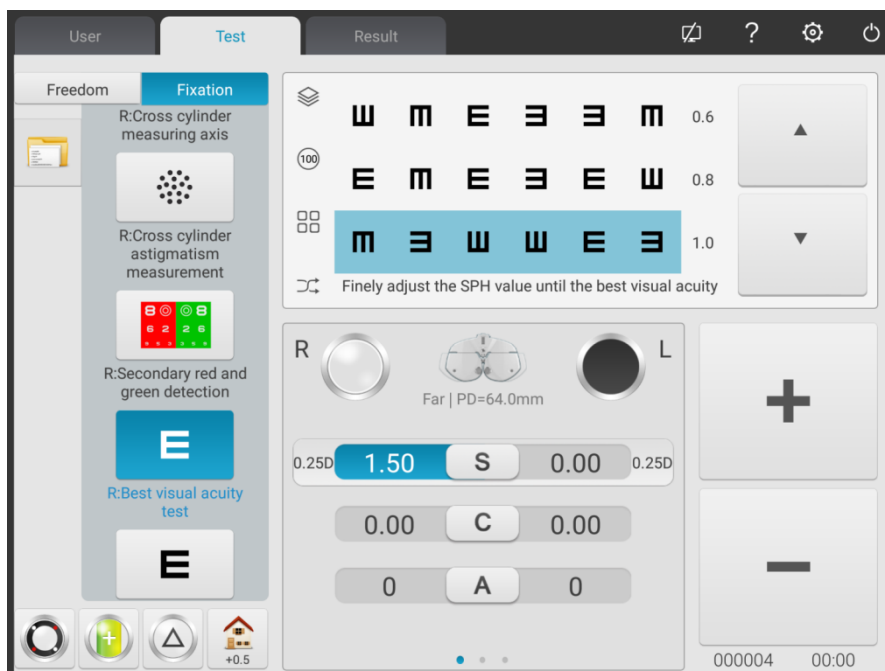 User
Test
Result
Freedom
Fixation
R:Cross cylinder
measuring axis
R:Cross cylinder
astigmatism
measurement
8 8
6 2 2 6
R:Secondary red and
green detection
E
R:Best visual acuity
test
E
+0.5
100
E E E E E E 0.6
E E E E E E 0.8
E E E E E E 1.0
Finely adjust the SPH value until the best visual acuity
R
L
Far | PD=64.0mm
0.25D 1.50 S 0.00 0.25D
0.00 C 0.00
0 A 0
000004 00:00